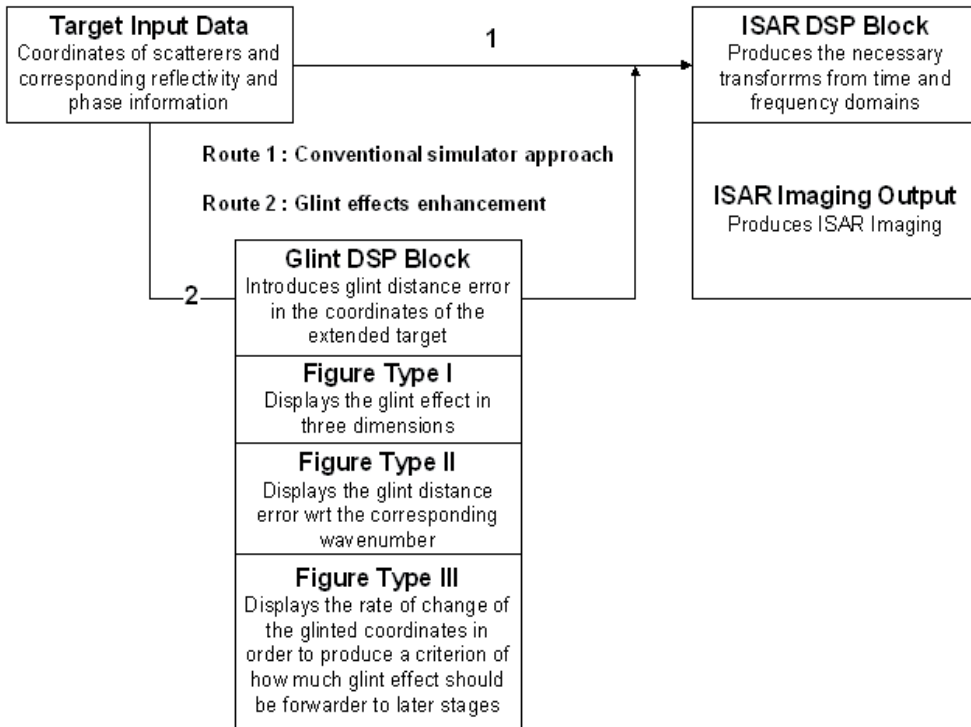 Target Input Data
Coordinates of scatterers and
corresponding reflectivity and
phase information
1
ISAR DSP Block
Produces the necessary
transforrms from time and
frequency domains
Route 1 : Conventional simulator approach
Route 2 : Glint effects enhancement
ISAR Imaging Output
Produces ISAR Imaging
2
Glint DSP Block
Introduces glint distance error
in the coordinates of the
extended target
Figure Type I
Displays the glint effect in
three dimensions
Figure Type II
Displays the glint distance
error wrt the corresponding
wavenumber
Figure Type III
Displays the rate of change of
the glinted coordinates in
order to produce a criterion of
how much glint effect should
be forwarder to later stages